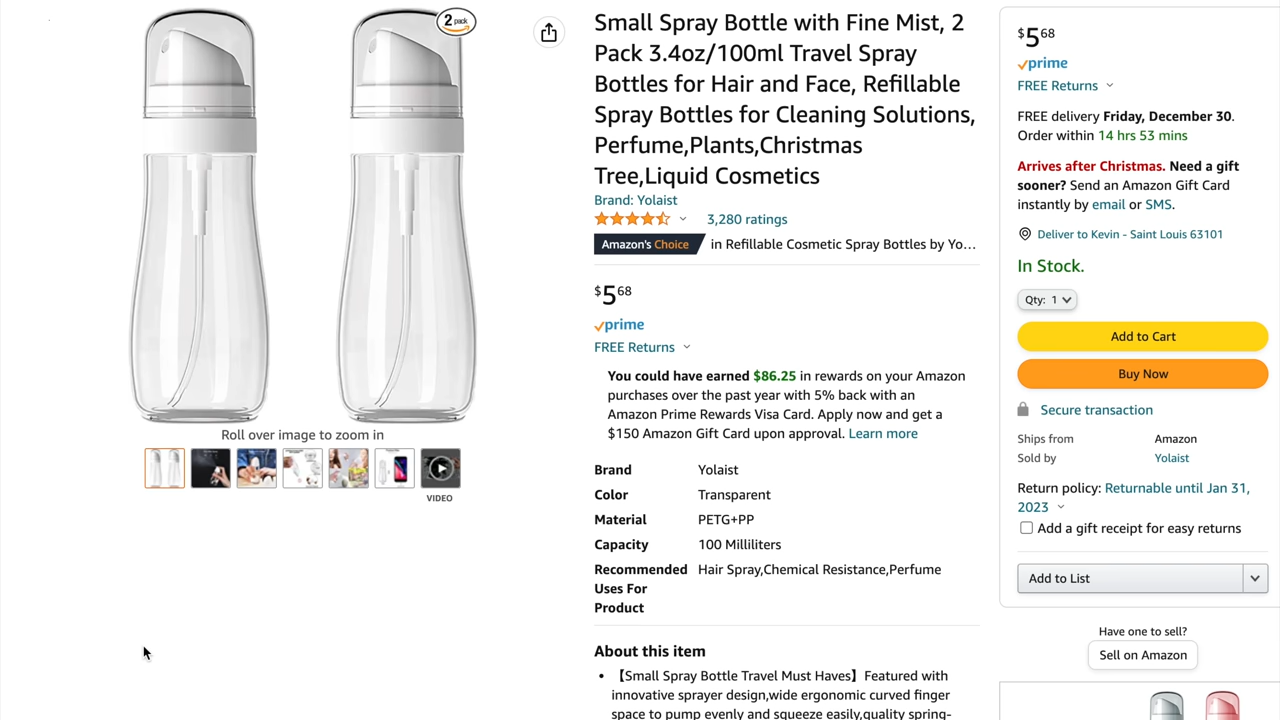 2 pack
Small Spray Bottle with Fine Mist, 2
Pack 3.4oz/100ml Travel Spray
Bottles for Hair and Face, Refillable
Spray Bottles for Cleaning Solutions,
Perfume,Plants,Christmas
Tree,Liquid Cosmetics
Brand: Yolaist
3,280 ratings
Amazon's Choice in Refillable Cosmetic Spray Bottles by Yo…
$5 68
prime
FREE Returns
You could have earned $86.25 in rewards on your Amazon
purchases over the past year with 5% back with an
Amazon Prime Rewards Visa Card. Apply now and get a
$150 Amazon Gift Card upon approval. Learn more
Brand Yolaist
Color Transparent
Material PETG+PP
Capacity 100 Milliliters
Recommended Hair Spray,Chemical Resistance,Perfume
Uses For
Product
About this item
• 【Small Spray Bottle Travel Must Haves】Featured with
innovative sprayer design,wide ergonomic curved finger
space to pump evenly and squeeze easily,quality spring-
Roll over image to zoom in
VIDEO
$5 68
prime
FREE Returns
FREE delivery Friday, December 30.
Order within 14 hrs 53 mins
Arrives after Christmas. Need a gift
sooner? Send an Amazon Gift Card
instantly by email or SMS.
Deliver to Kevin - Saint Louis 63101
In Stock.
Qty: 1
Add to Cart
Buy Now
Secure transaction
Ships from Amazon
Sold by Yolaist
Return policy: Returnable until Jan 31,
2023
Add a gift receipt for easy returns
Add to List
Have one to sell?
Sell on Amazon